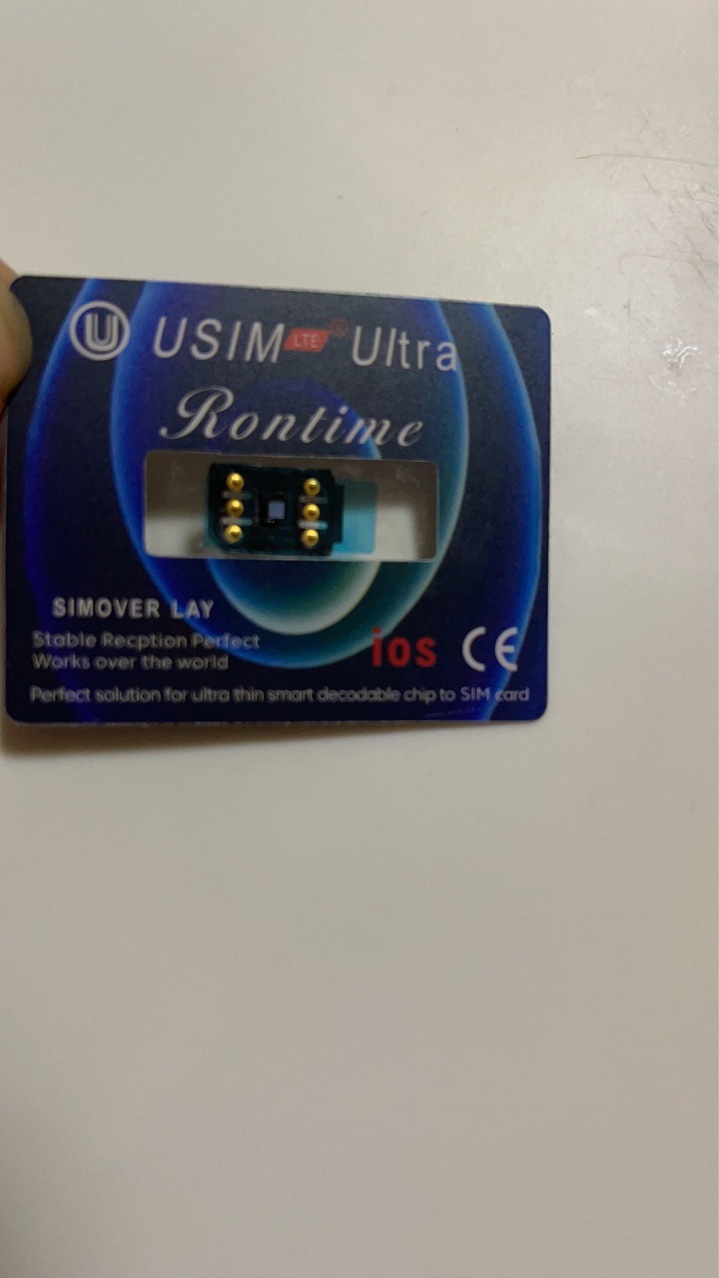 U USIM LTE Ultra
Rontime
SIMOVER LAY
Stable Recption Perfect
Works over the world
ios CE
Perfect solution for ultra thin smart decodable chip to SIM card